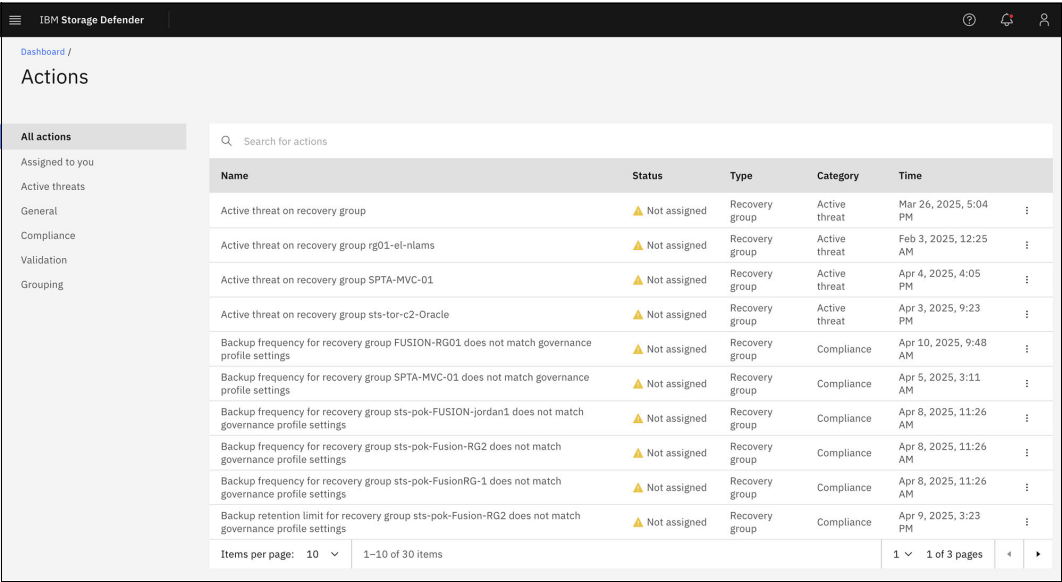 IBM Storage Defender
Dashboard /
Actions
All actions
Assigned to you
Active threats
General
Compliance
Validation
Grouping
Search for actions
Name Status Type Category Time
Active threat on recovery group Not assigned Recovery group Active threat Mar 26, 2025, 5:04 PM
Active threat on recovery group rg01-el-nlams Not assigned Recovery group Active threat Feb 3, 2025, 12:25 AM
Active threat on recovery group SPTA-MVC-01 Not assigned Recovery group Active threat Apr 4, 2025, 4:05 PM
Active threat on recovery group sts-tor-c2-Oracle Not assigned Recovery group Active threat Apr 3, 2025, 9:23 PM
Backup frequency for recovery group FUSION-RG01 does not match governance profile settings Not assigned Recovery group Compliance Apr 10, 2025, 9:48 AM
Backup frequency for recovery group SPTA-MVC-01 does not match governance profile settings Not assigned Recovery group Compliance Apr 5, 2025, 3:11 AM
Backup frequency for recovery group sts-pok-FUSION-jordan1 does not match governance profile settings Not assigned Recovery group Compliance Apr 8, 2025, 11:26 AM
Backup frequency for recovery group sts-pok-Fusion-RG2 does not match governance profile settings Not assigned Recovery group Compliance Apr 8, 2025, 11:26 AM
Backup frequency for recovery group sts-pok-FusionRG-1 does not match governance profile settings Not assigned Recovery group Compliance Apr 8, 2025, 11:26 AM
Backup retention limit for recovery group sts-pok-Fusion-RG2 does not match governance profile settings Not assigned Recovery group Compliance Apr 9, 2025, 3:23 PM
Items per page: 10 1–10 of 30 items 1 1 of 3 pages